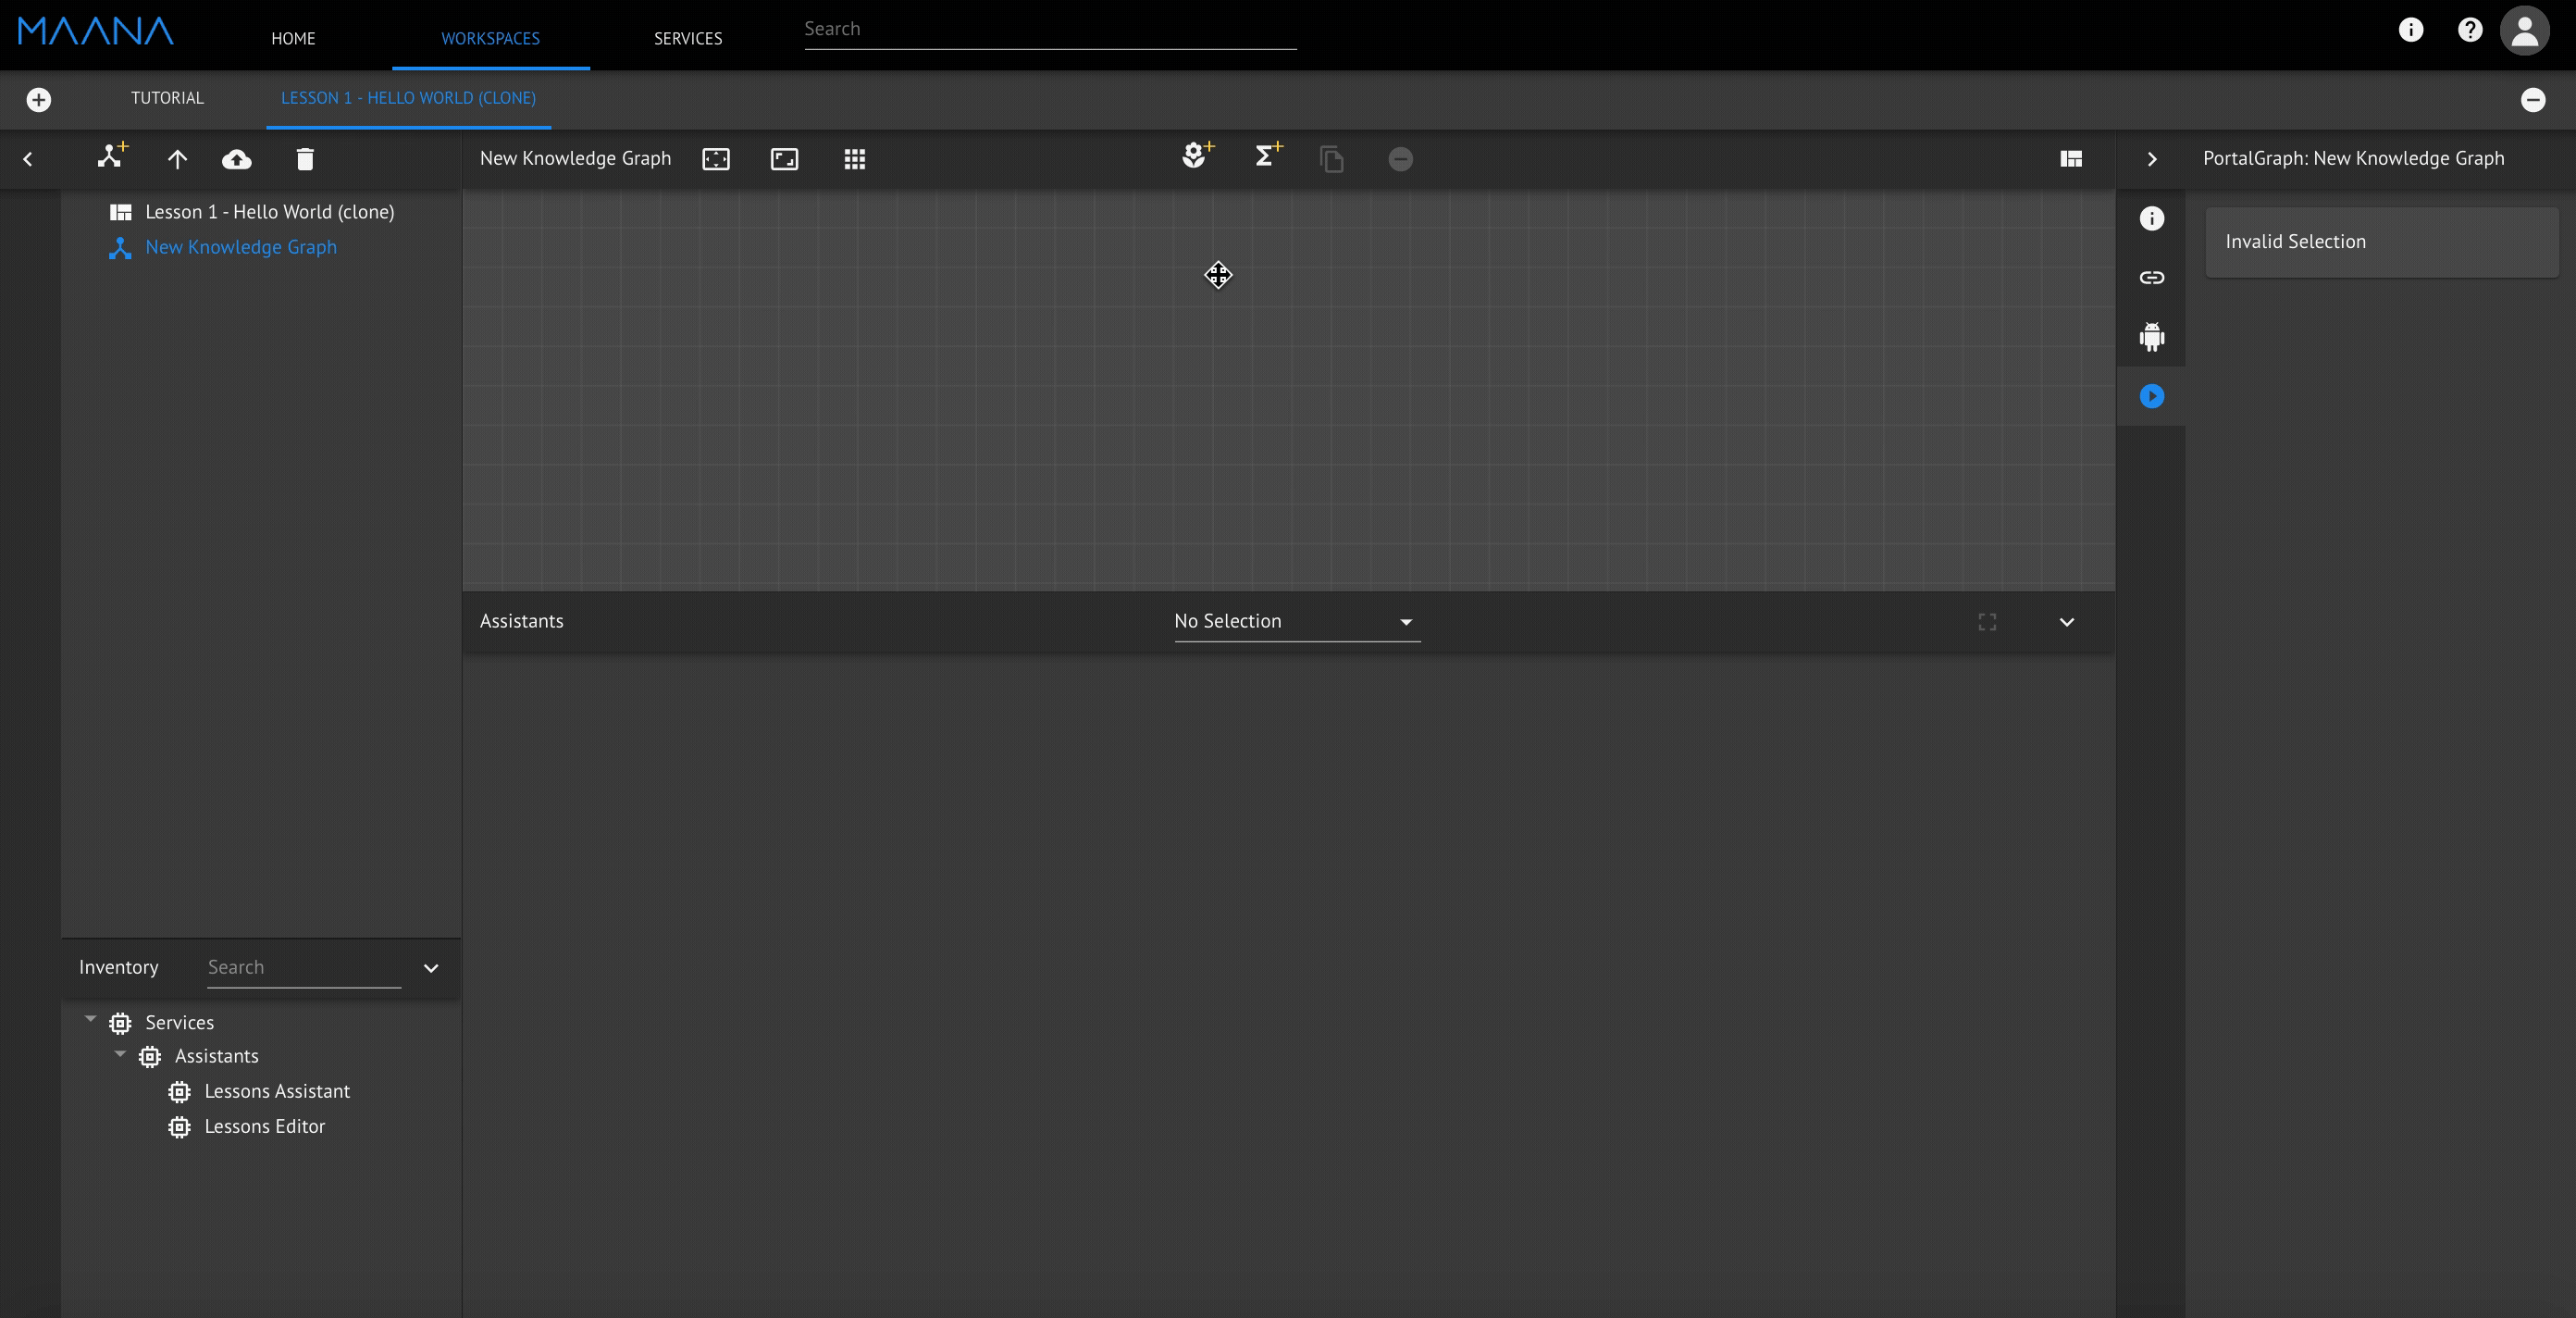 MAANA
HOME
WORKSPACES
SERVICES
Search
TUTORIAL
LESSON 1 - HELLO WORLD (CLONE)
New Knowledge Graph
PortalGraph: New Knowledge Graph
Lesson 1 - Hello World (clone)
New Knowledge Graph
Invalid Selection
Assistants
No Selection
Inventory
Search
Services
Assistants
Lessons Assistant
Lessons Editor